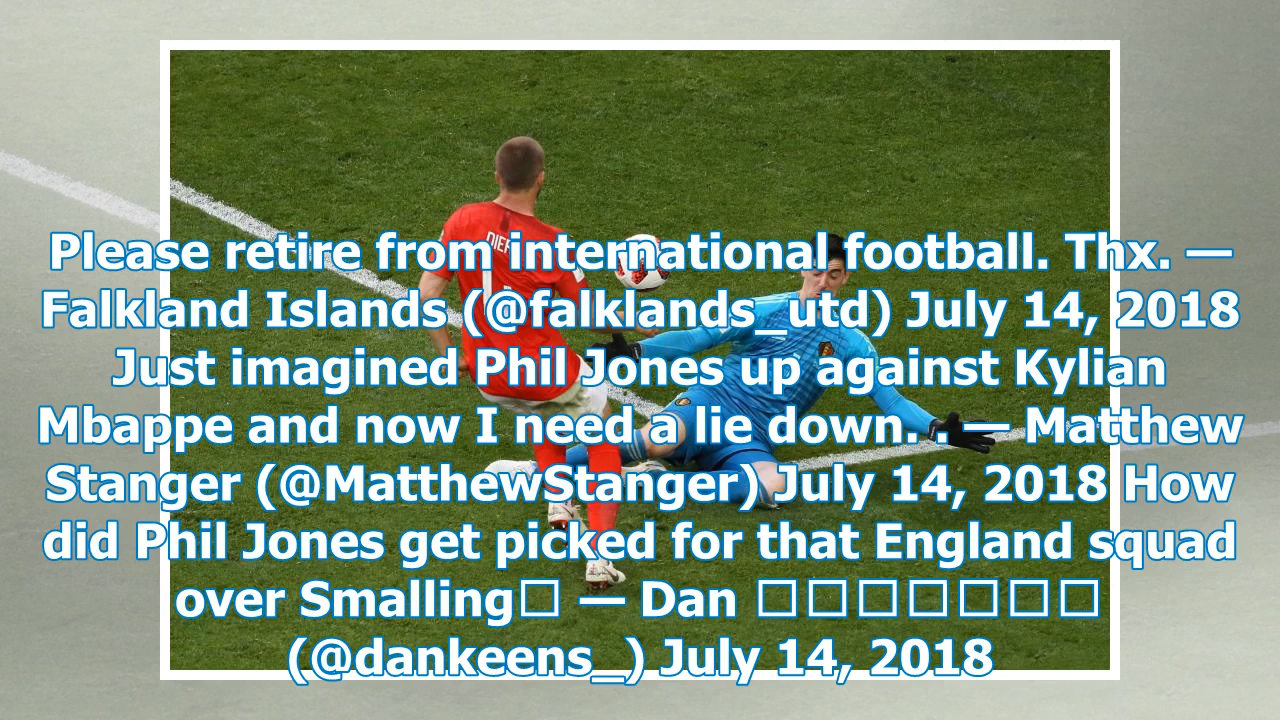 Please retire from international football. Thx. —
Falkland Islands (@falklands_utd) July 14, 2018
Just imagined Phil Jones up against Kylian
Mbappe and now I need a lie down. . — Matthew
Stanger (@MatthewStanger) July 14, 2018 How
did Phil Jones get picked for that England squad
over Smalling□ — Dan □□□□□□□
(@dankeens_) July 14, 2018